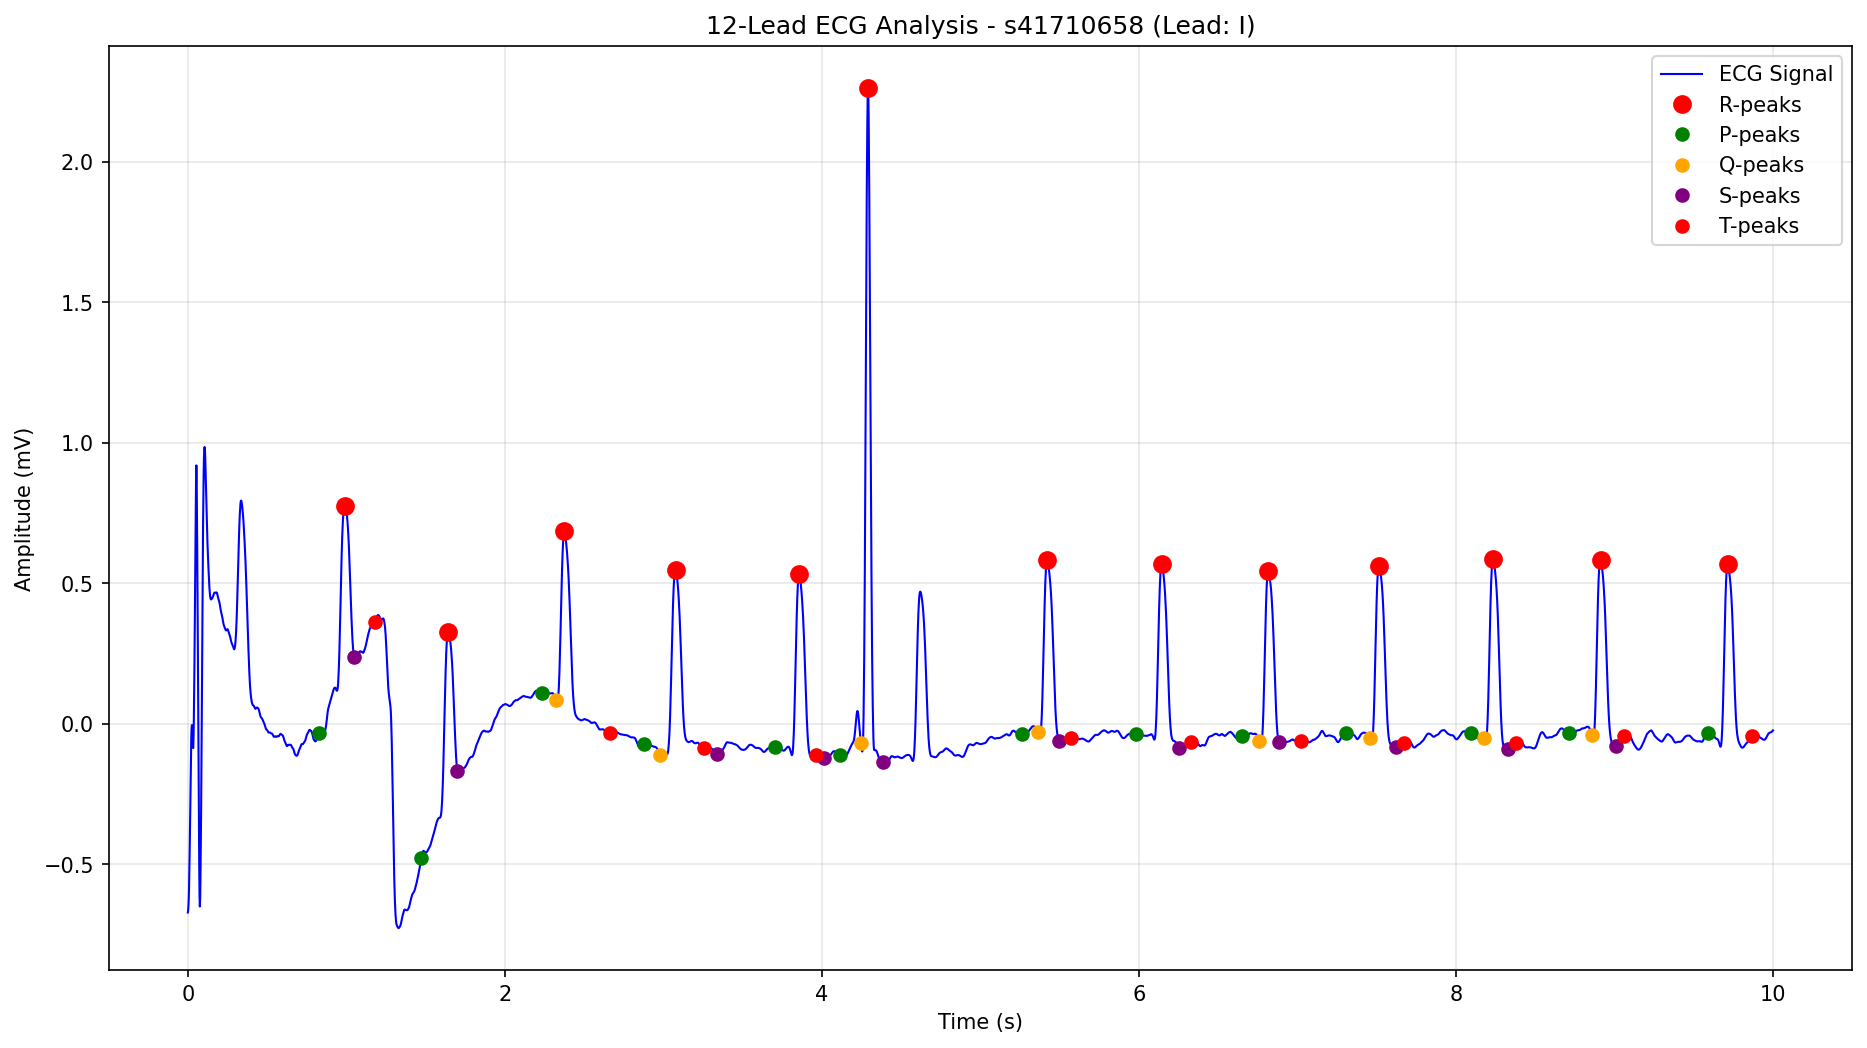 12-Lead ECG Analysis - s41710658 (Lead: I)
ECG Signal
R-peaks
P-peaks
Q-peaks
S-peaks
T-peaks
Amplitude (mV)
2.0
1.5
1.0
0.5
0.0
−0.5
0 2 4 6 8 10
Time (s)